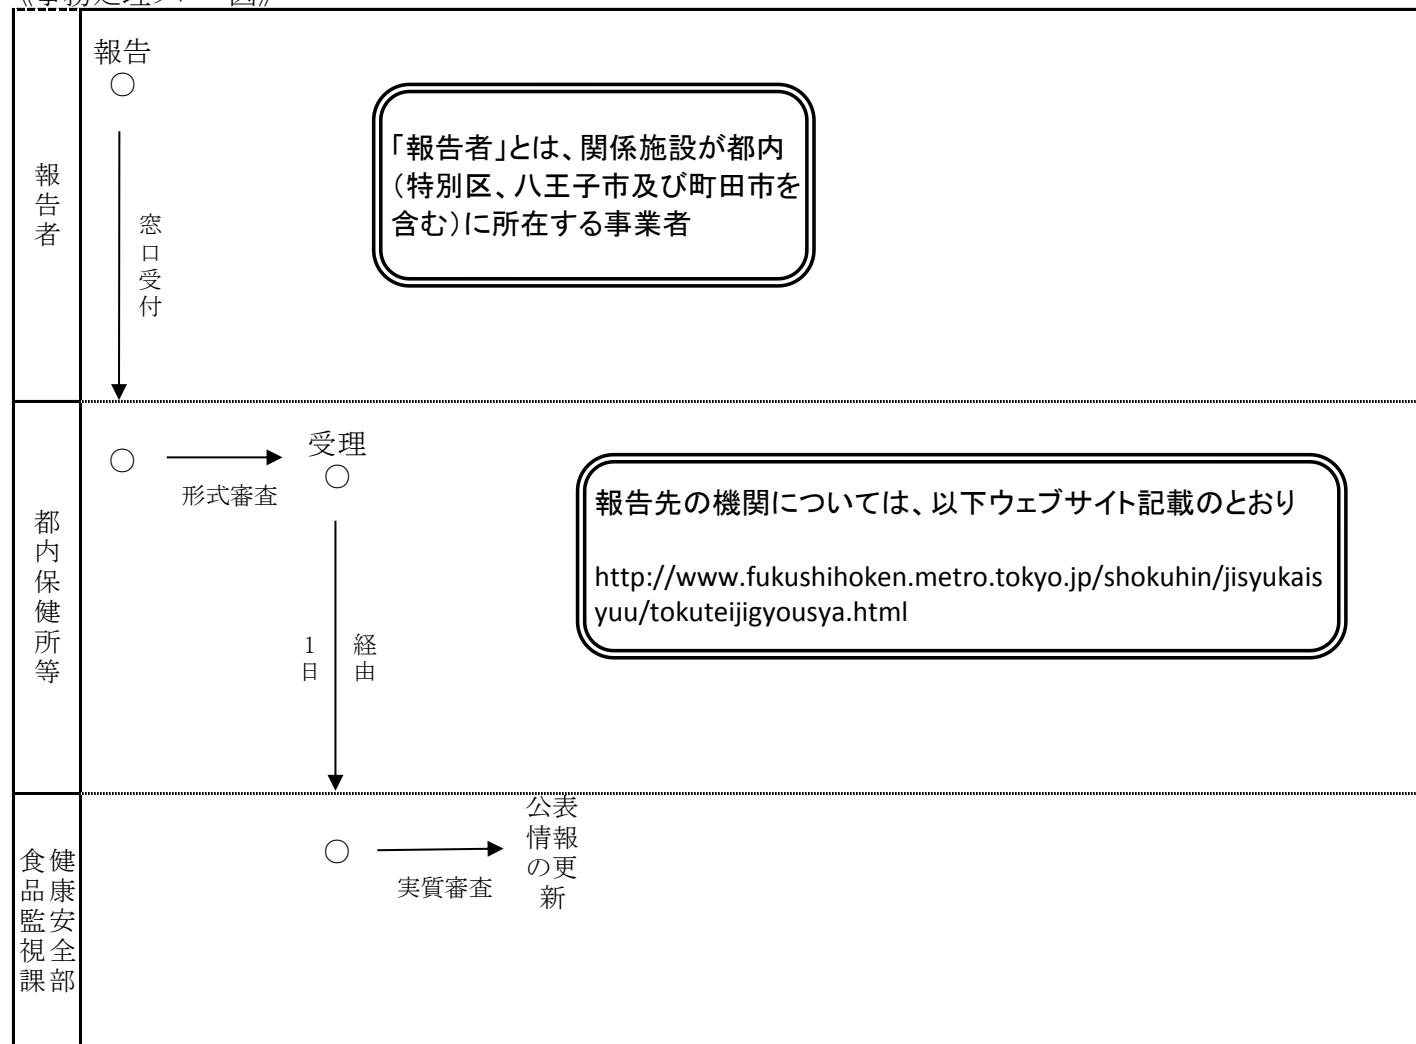 報告
「報告者」とは、関係施設が都内
（特別区、八王子市及び町田市を
含む）に所在する事業者
報告者
窓口受付
受理
形式審査
報告先の機関については、以下ウェブサイト記載のとおり
http://www.fukushihoken.metro.tokyo.jp/shokuhin/jisyukais
yuu/tokuteijigyousya.html
都内保健所等
1日
経由
公表
情報
の更
新
実質審査
健康安全部
食品監視課